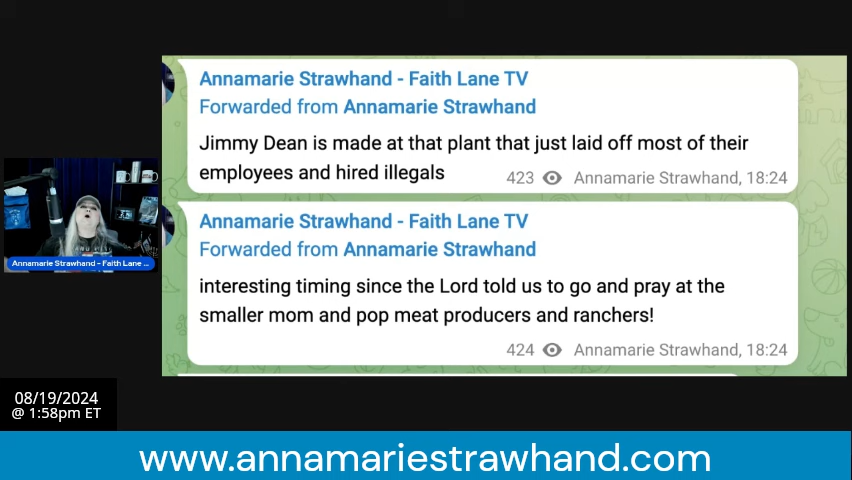 Annamarie Strawhand - Faith Lane TV
Forwarded from Annamarie Strawhand
Jimmy Dean is made at that plant that just laid off most of their
employees and hired illegals
423 Annamarie Strawhand, 18:24
Annamarie Strawhand - Faith Lane TV
Forwarded from Annamarie Strawhand
interesting timing since the Lord told us to go and pray at the
smaller mom and pop meat producers and ranchers!
424 Annamarie Strawhand, 18:24
Annamarie Strawhand - Faith Lane ...
08/19/2024
@ 1:58pm ET
www.annamariestrawhand.com